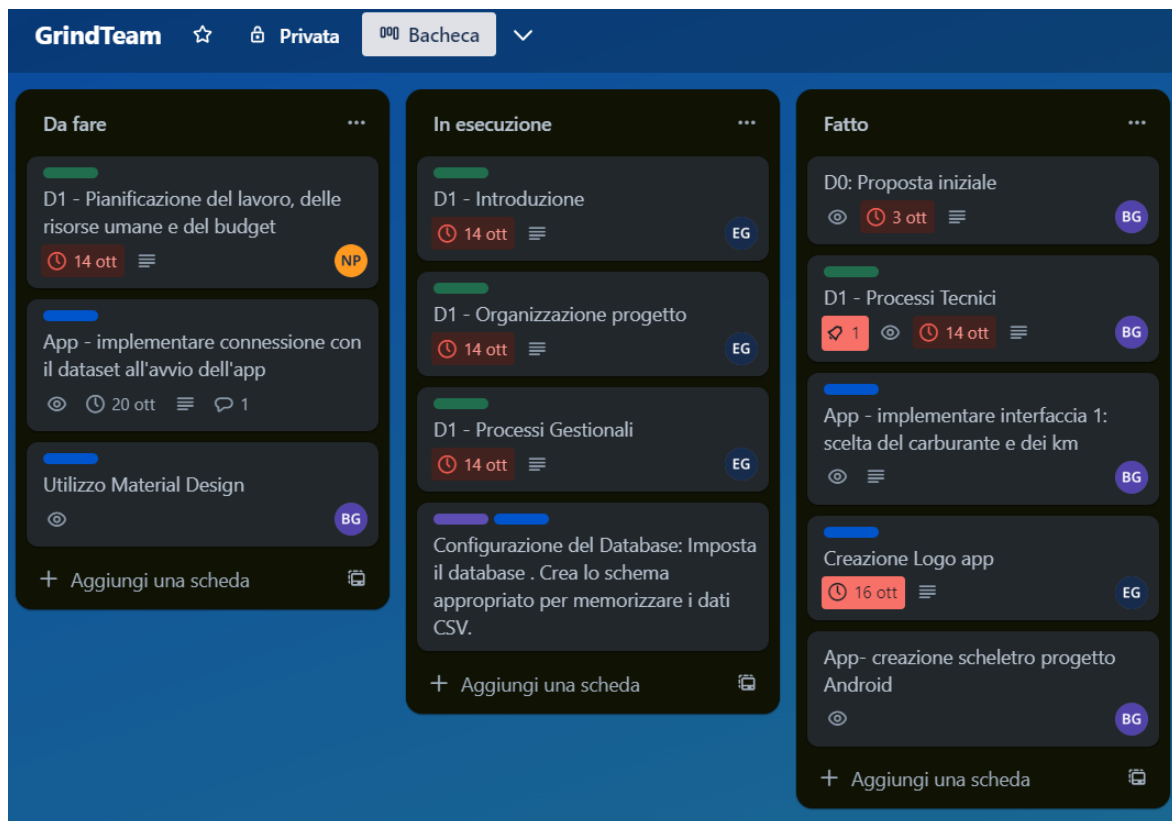 GrindTeam Privata Bacheca
Da fare
D1 - Pianificazione del lavoro, delle
risorse umane e del budget
14 ott NP
App - implementare connessione con
il dataset all'avvio dell'app
20 ott 1
Utilizzo Material Design
BG
+ Aggiungi una scheda
In esecuzione
D1 - Introduzione
14 ott EG
D1 - Organizzazione progetto
14 ott EG
D1 - Processi Gestionali
14 ott EG
Configurazione del Database: Imposta
il database . Crea lo schema
appropriato per memorizzare i dati
CSV.
+ Aggiungi una scheda
Fatto
D0: Proposta iniziale
3 ott BG
D1 - Processi Tecnici
1 14 ott BG
App - implementare interfaccia 1:
scelta del carburante e dei km
BG
Creazione Logo app
16 ott EG
App- creazione scheletro progetto
Android
BG
+ Aggiungi una scheda